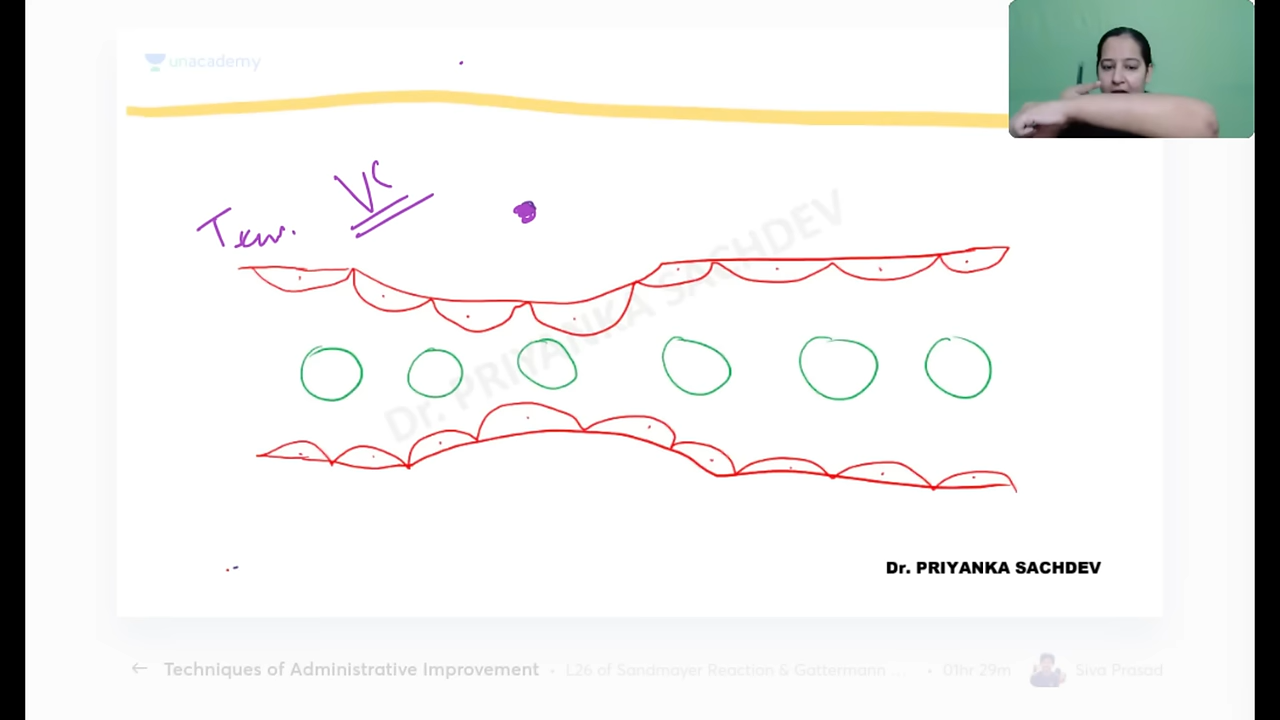 unacademy
VC
Dr. PRIYANKA SACHDEV
Dr. PRIYANKA SACHDEV
← Techniques of Administrative Improvement • L26 of Sandmayer Reaction & Gattermann ... • 01hr 29m Siva Prasad